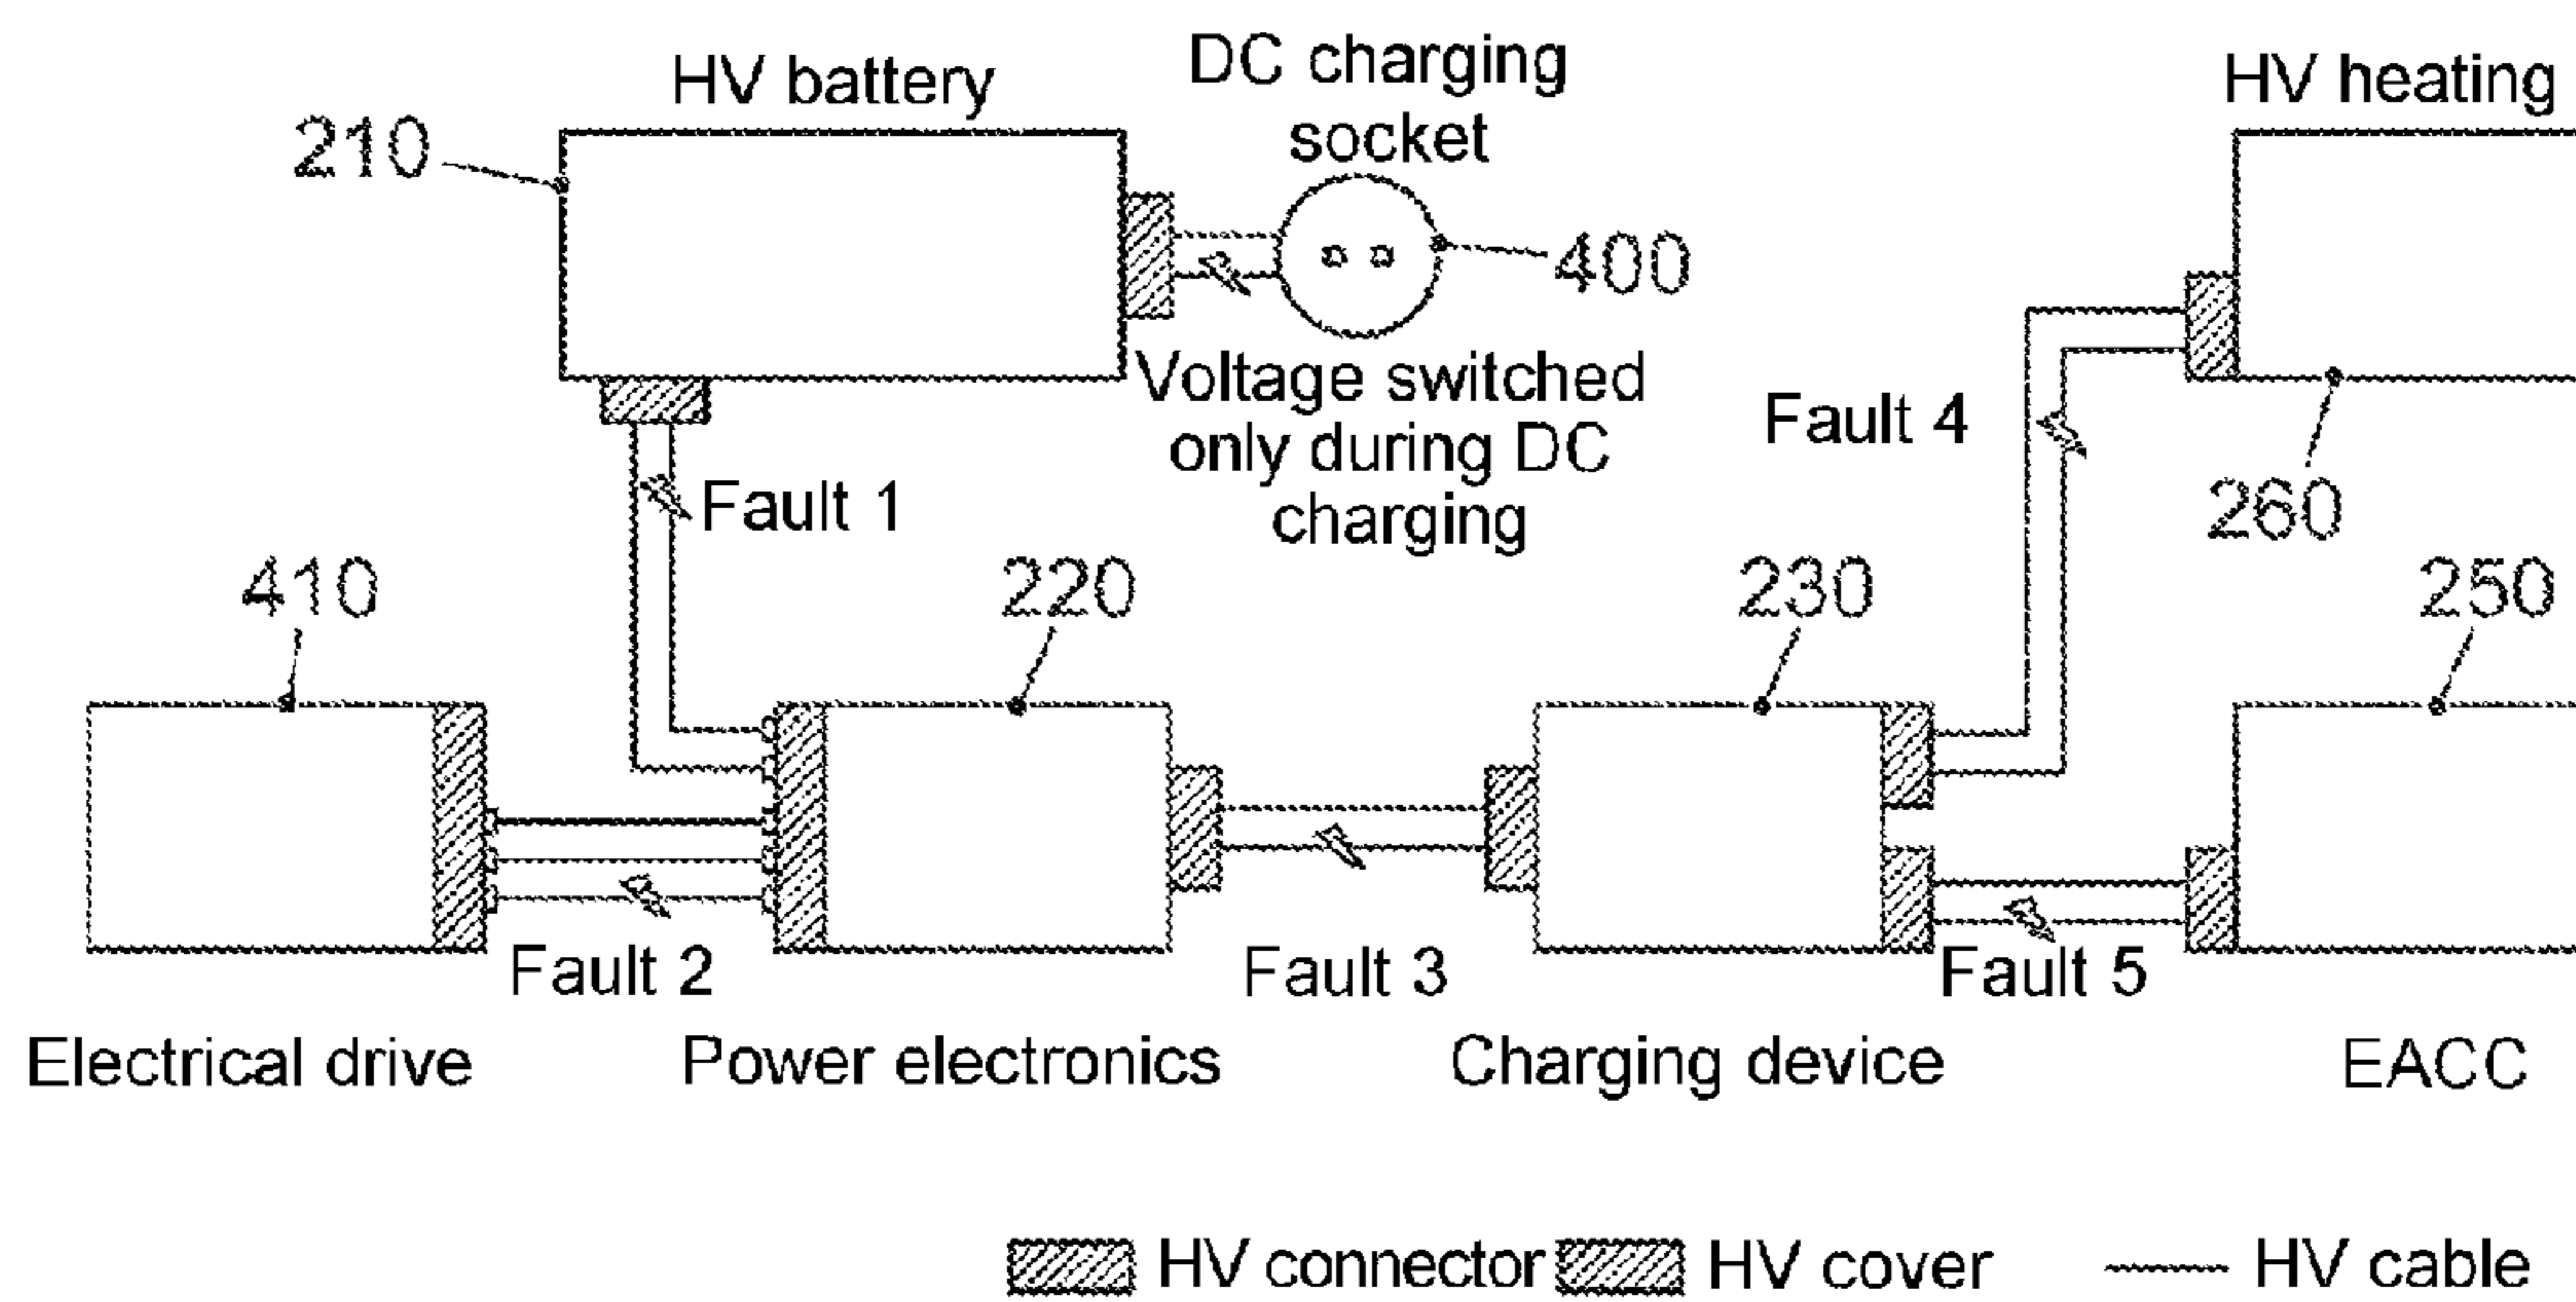 HV battery
DC charging
socket
HV heating
210
400
Voltage switched
only during DC
charging
Fault 4
Fault 1
260
410
220
230
250
Fault 2
Fault 3
Fault 5
Electrical drive
Power electronics
Charging device
EACC
HV connector
HV cover
HV cable